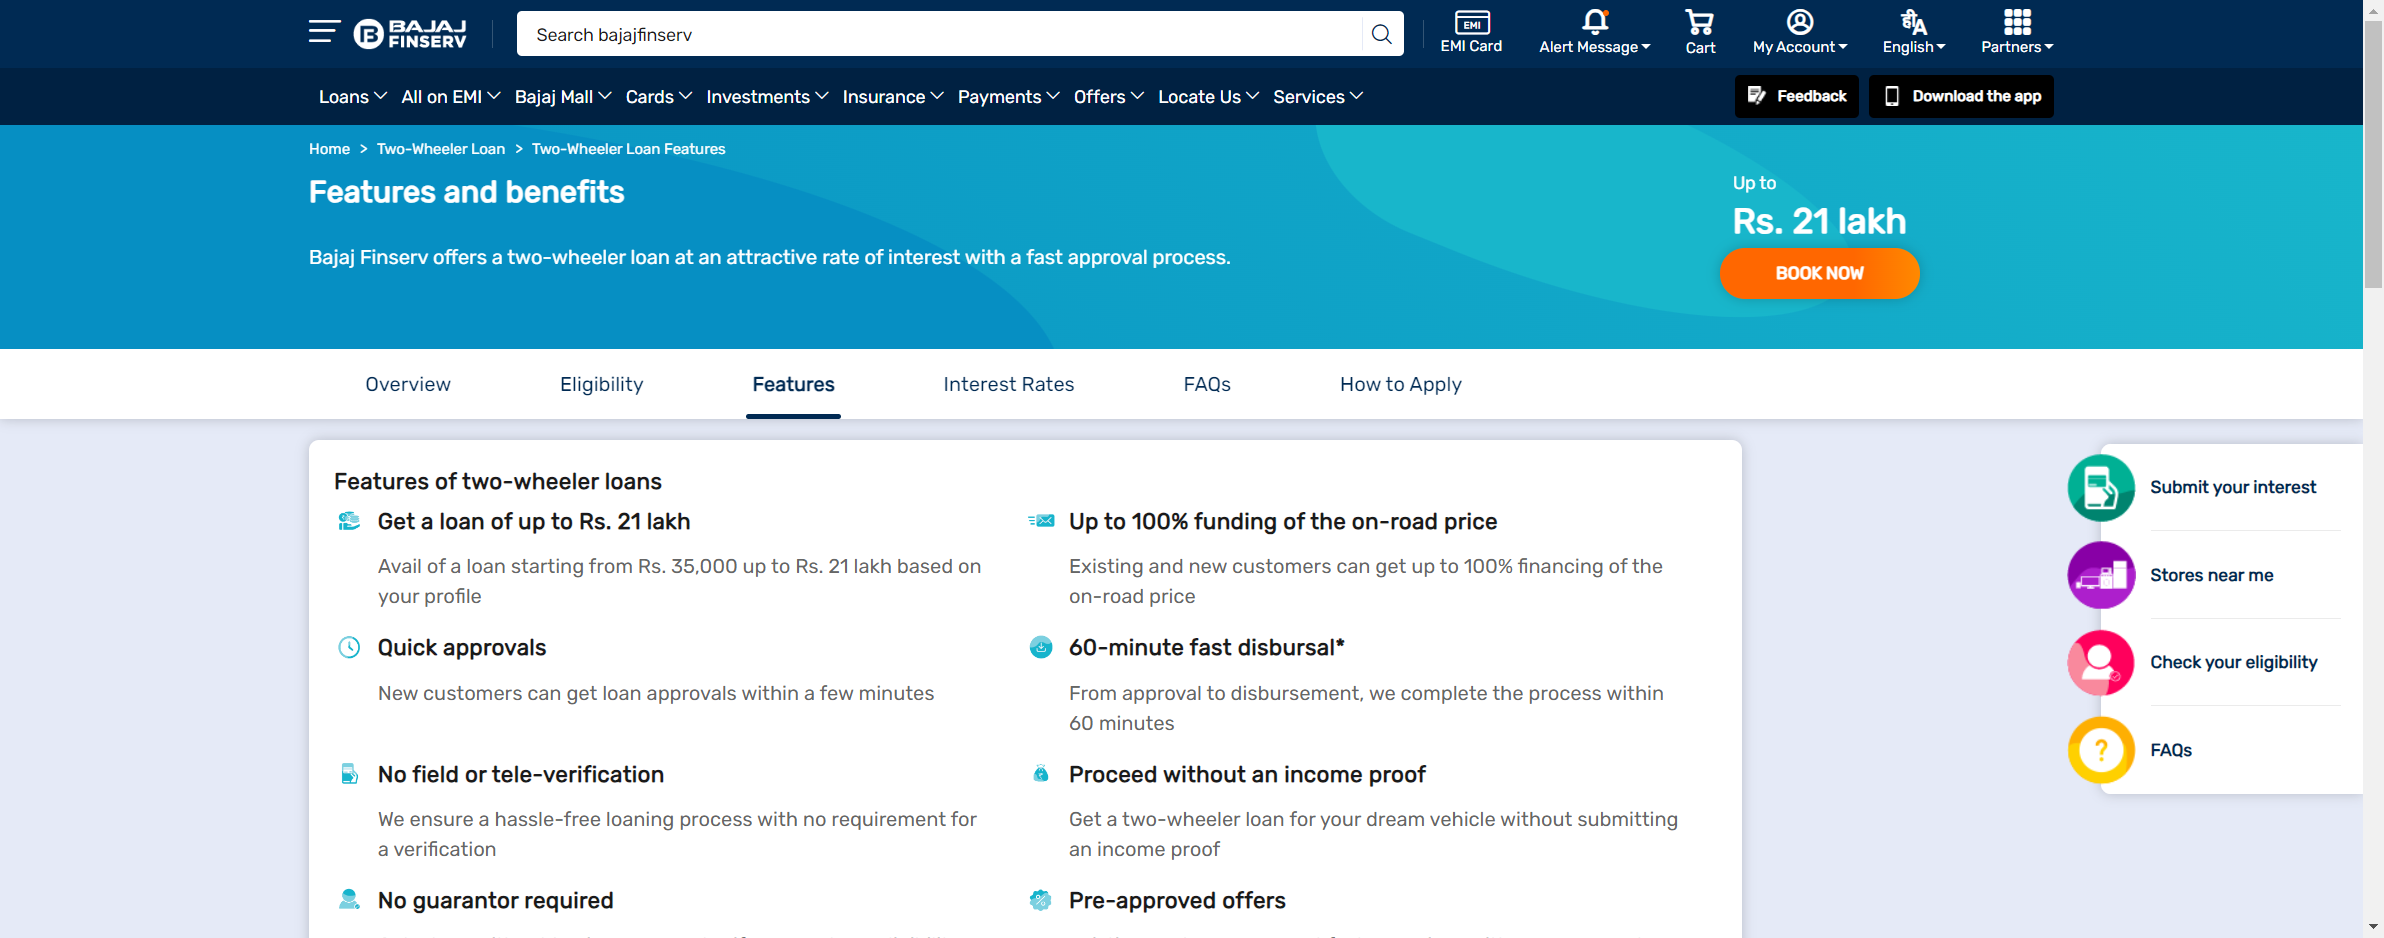 BAJAJ
FINSERV
Search bajajfinserv
EMI
EMI Card
Alert Message
Cart
My Account
ही A
English
Partners
Loans All on EMI Bajaj Mall Cards Investments Insurance Payments Offers Locate Us Services
Feedback
Download the app
Home > Two-Wheeler Loan > Two-Wheeler Loan Features
Features and benefits
Bajaj Finserv offers a two-wheeler loan at an attractive rate of interest with a fast approval process.
Up to
Rs. 21 lakh
BOOK NOW
Overview Eligibility Features Interest Rates FAQs How to Apply
Features of two-wheeler loans
Get a loan of up to Rs. 21 lakh
Avail of a loan starting from Rs. 35,000 up to Rs. 21 lakh based on
your profile
Up to 100% funding of the on-road price
Existing and new customers can get up to 100% financing of the
on-road price
Quick approvals
New customers can get loan approvals within a few minutes
60-minute fast disbursal*
From approval to disbursement, we complete the process within
60 minutes
No field or tele-verification
We ensure a hassle-free loaning process with no requirement for
a verification
Proceed without an income proof
Get a two-wheeler loan for your dream vehicle without submitting
an income proof
No guarantor required
Pre-approved offers
Submit your interest
Stores near me
Check your eligibility
?
FAQs